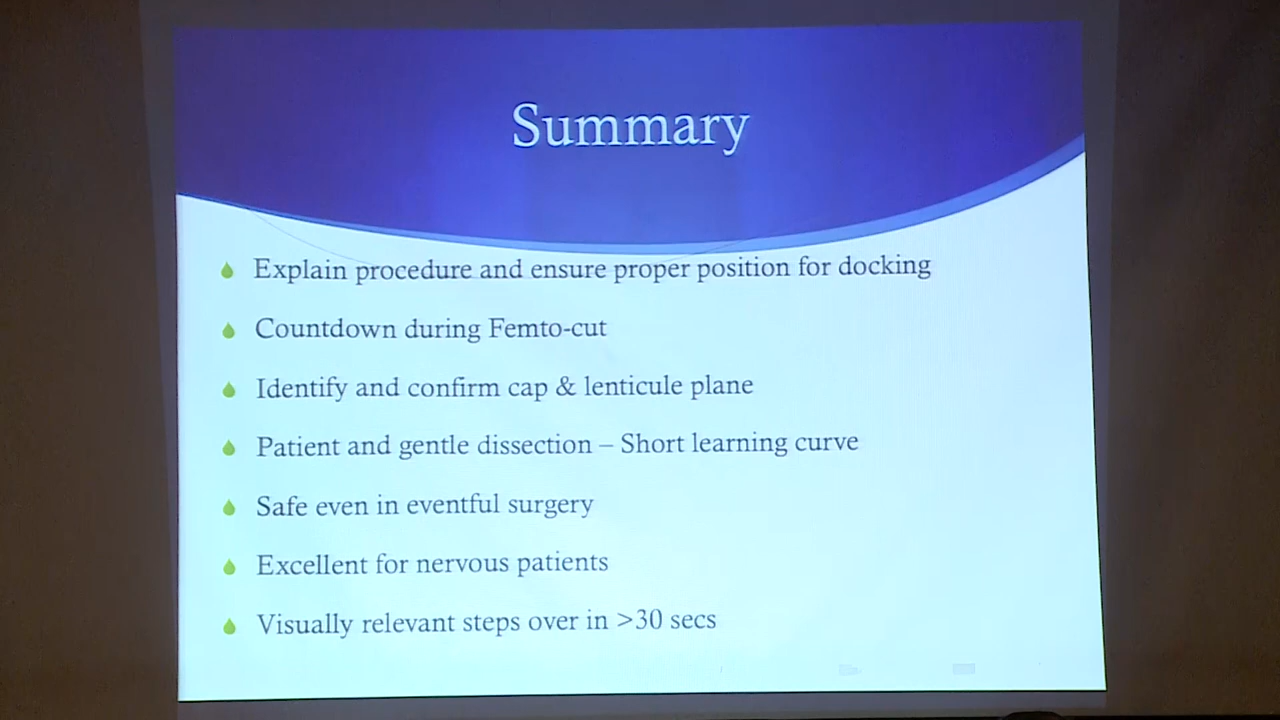 Summary
Explain procedure and ensure proper position for docking
Countdown during Femto-cut
Identify and confirm cap & lenticule plane
Patient and gentle dissection – Short learning curve
Safe even in eventful surgery
Excellent for nervous patients
Visually relevant steps over in >30 secs